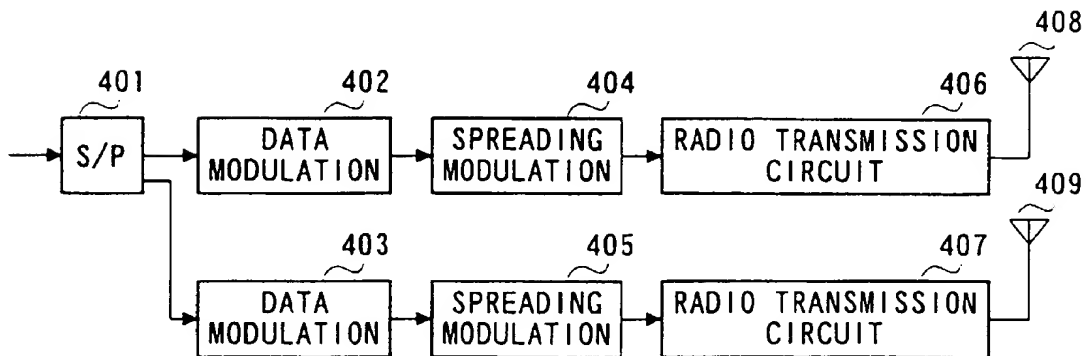 408
401
402
404
406
S/P
DATA
MODULATION
SPREADING
MODULATION
RADIO TRANSMISSION
CIRCUIT
409
403
405
407
DATA
MODULATION
SPREADING
MODULATION
RADIO TRANSMISSION
CIRCUIT